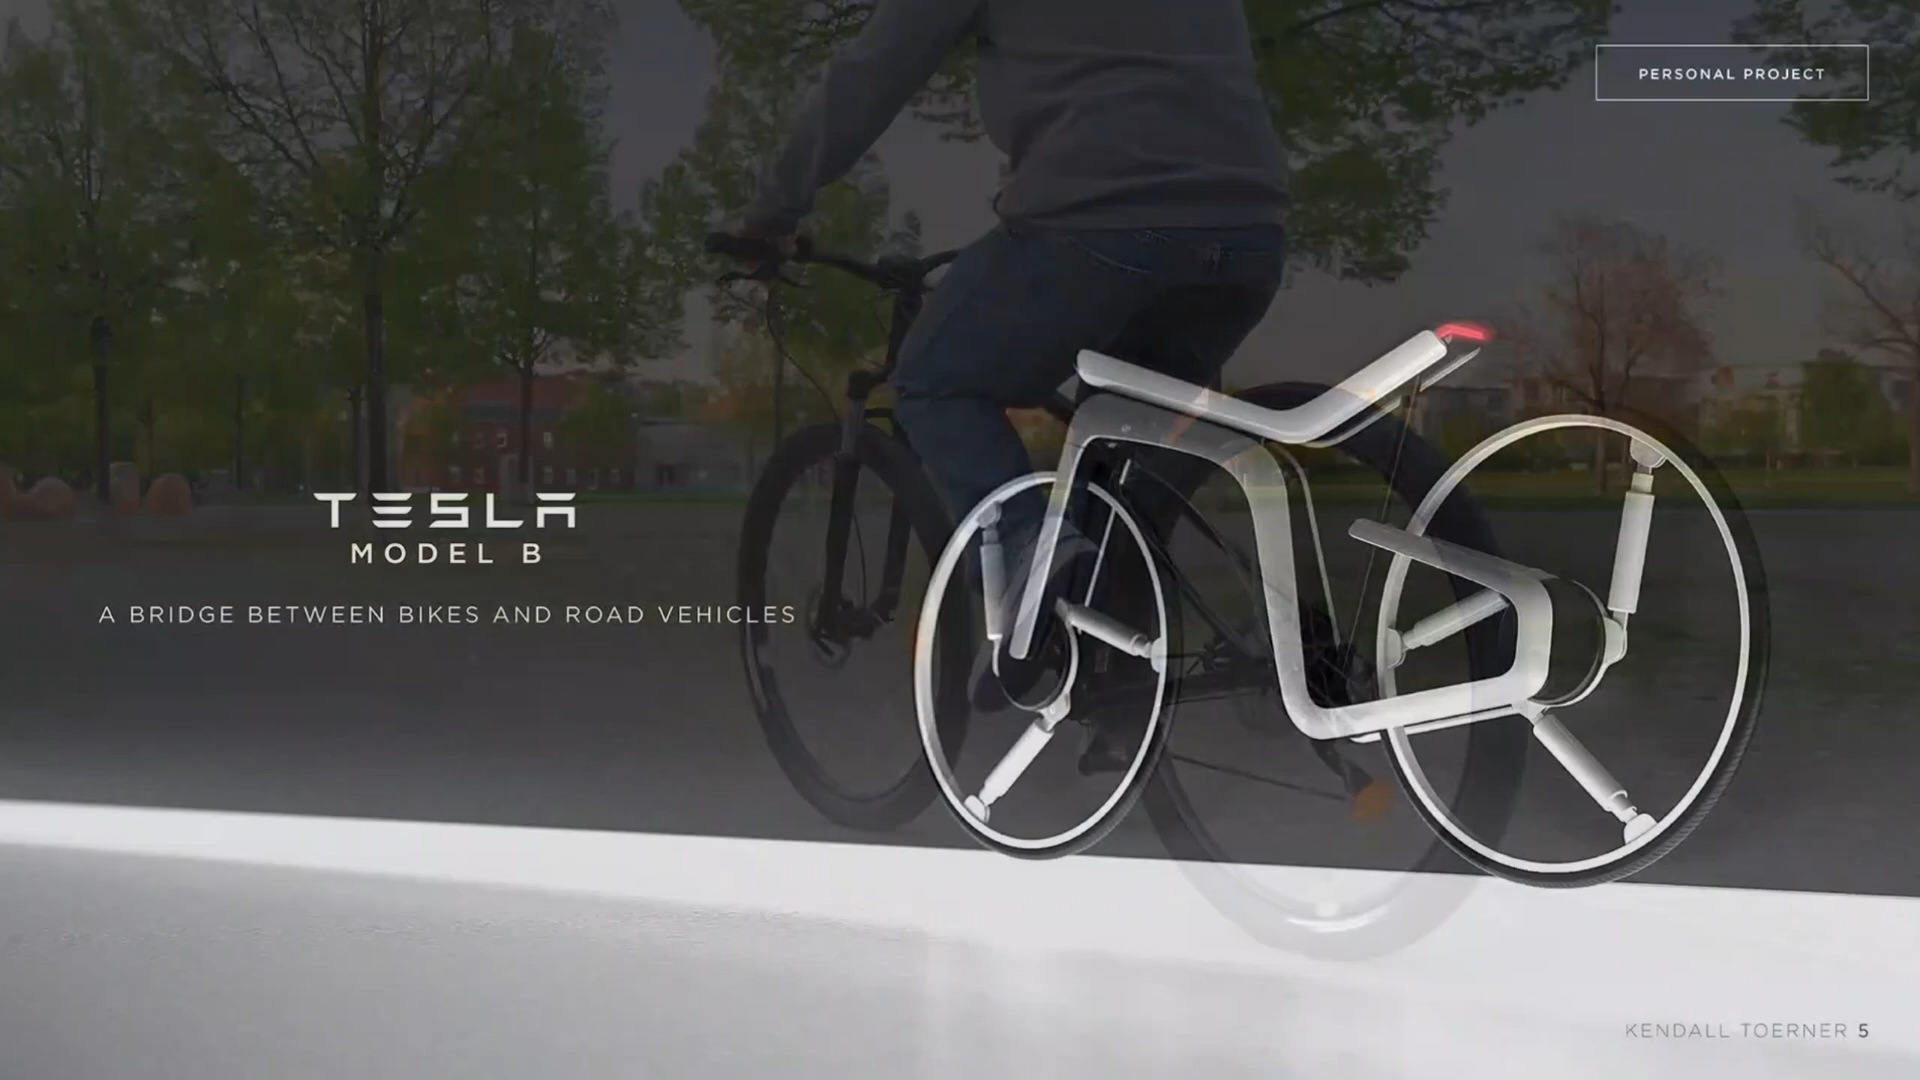 PERSONAL PROJECT
TESLA
MODEL B
A BRIDGE BETWEEN BIKES AND ROAD VEHICLES
KENDALL TOERNER 5